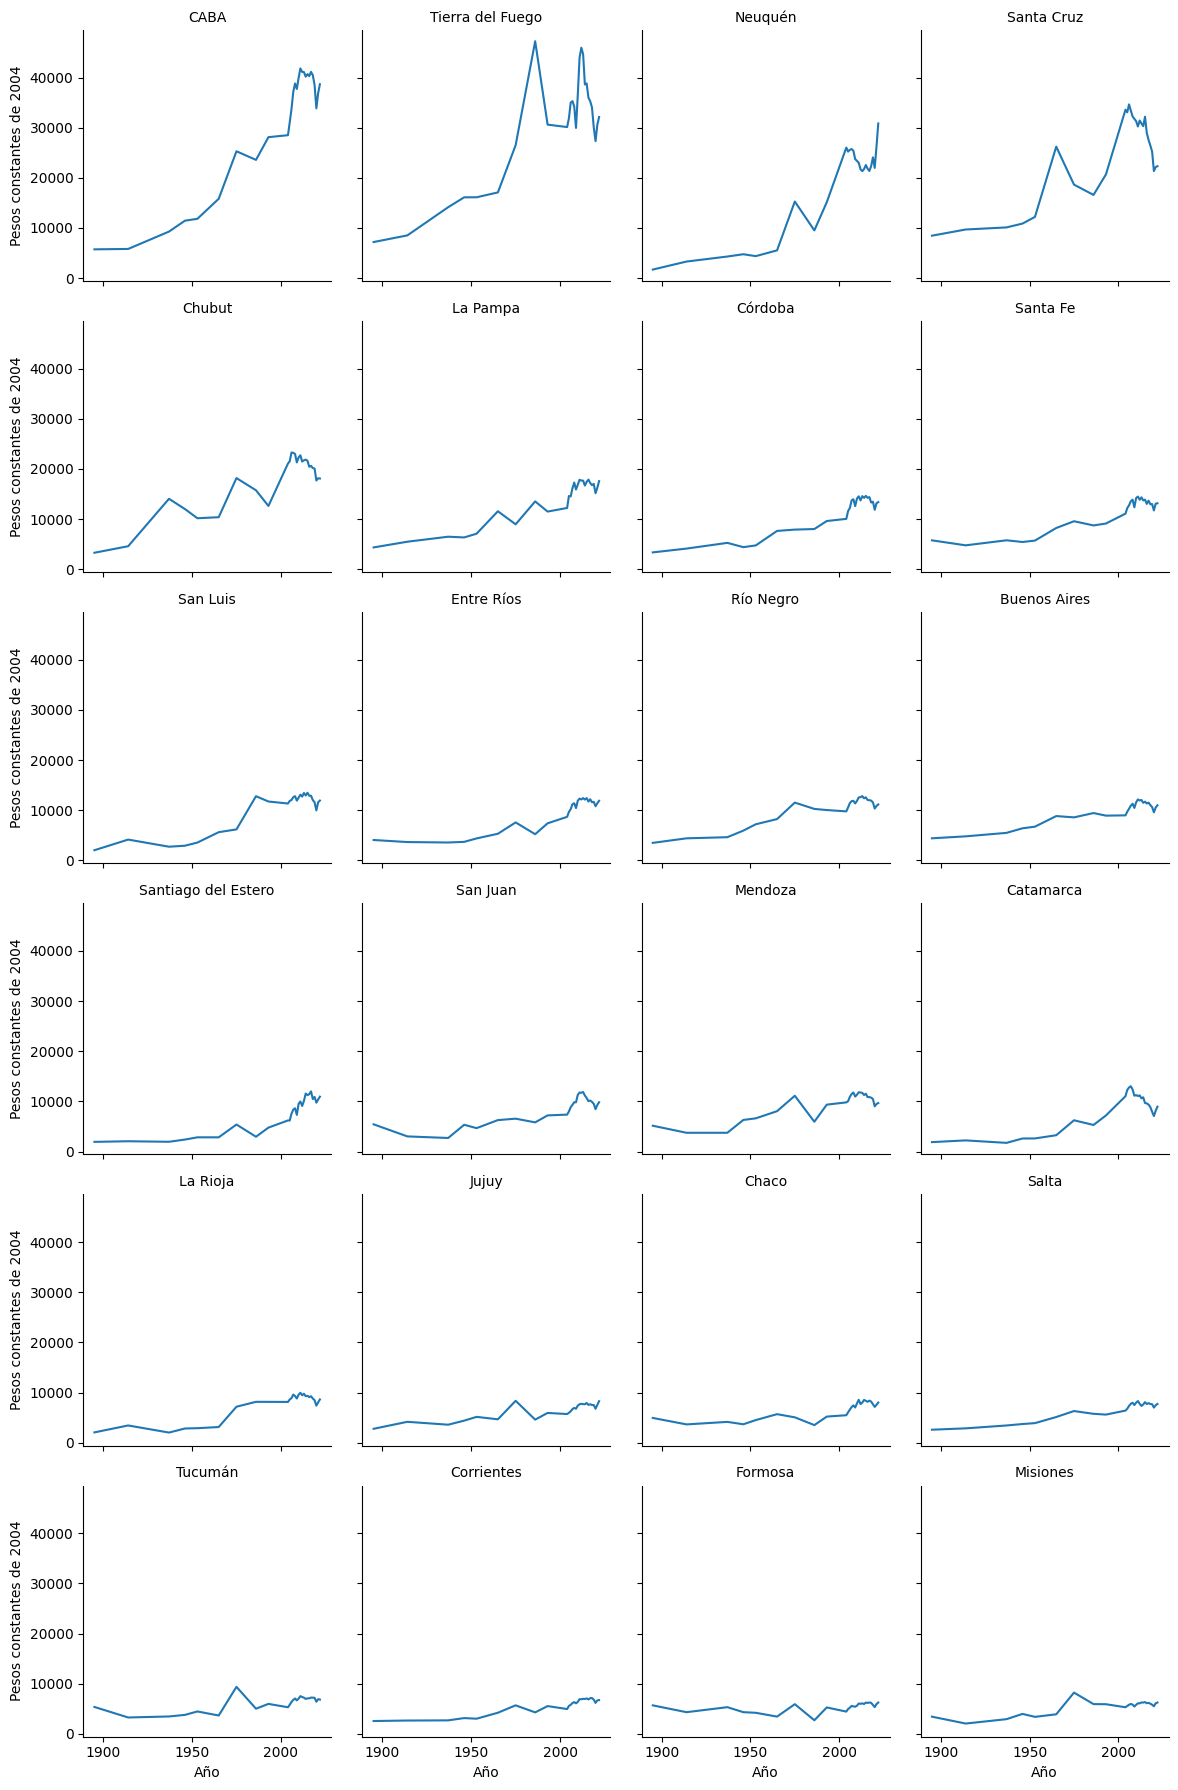 CABA
Tierra del Fuego
Neuquén
Santa Cruz
Pesos constantes de 2004
40000
30000
20000
10000
0
Chubut
La Pampa
Córdoba
Santa Fe
Pesos constantes de 2004
40000
30000
20000
10000
0
San Luis
Entre Ríos
Río Negro
Buenos Aires
Pesos constantes de 2004
40000
30000
20000
10000
0
Santiago del Estero
San Juan
Mendoza
Catamarca
Pesos constantes de 2004
40000
30000
20000
10000
0
La Rioja
Jujuy
Chaco
Salta
Pesos constantes de 2004
40000
30000
20000
10000
0
Tucumán
Corrientes
Formosa
Misiones
Pesos constantes de 2004
40000
30000
20000
10000
0
1900 1950 2000
1900 1950 2000
1900 1950 2000
1900 1950 2000
Año
Año
Año
Año